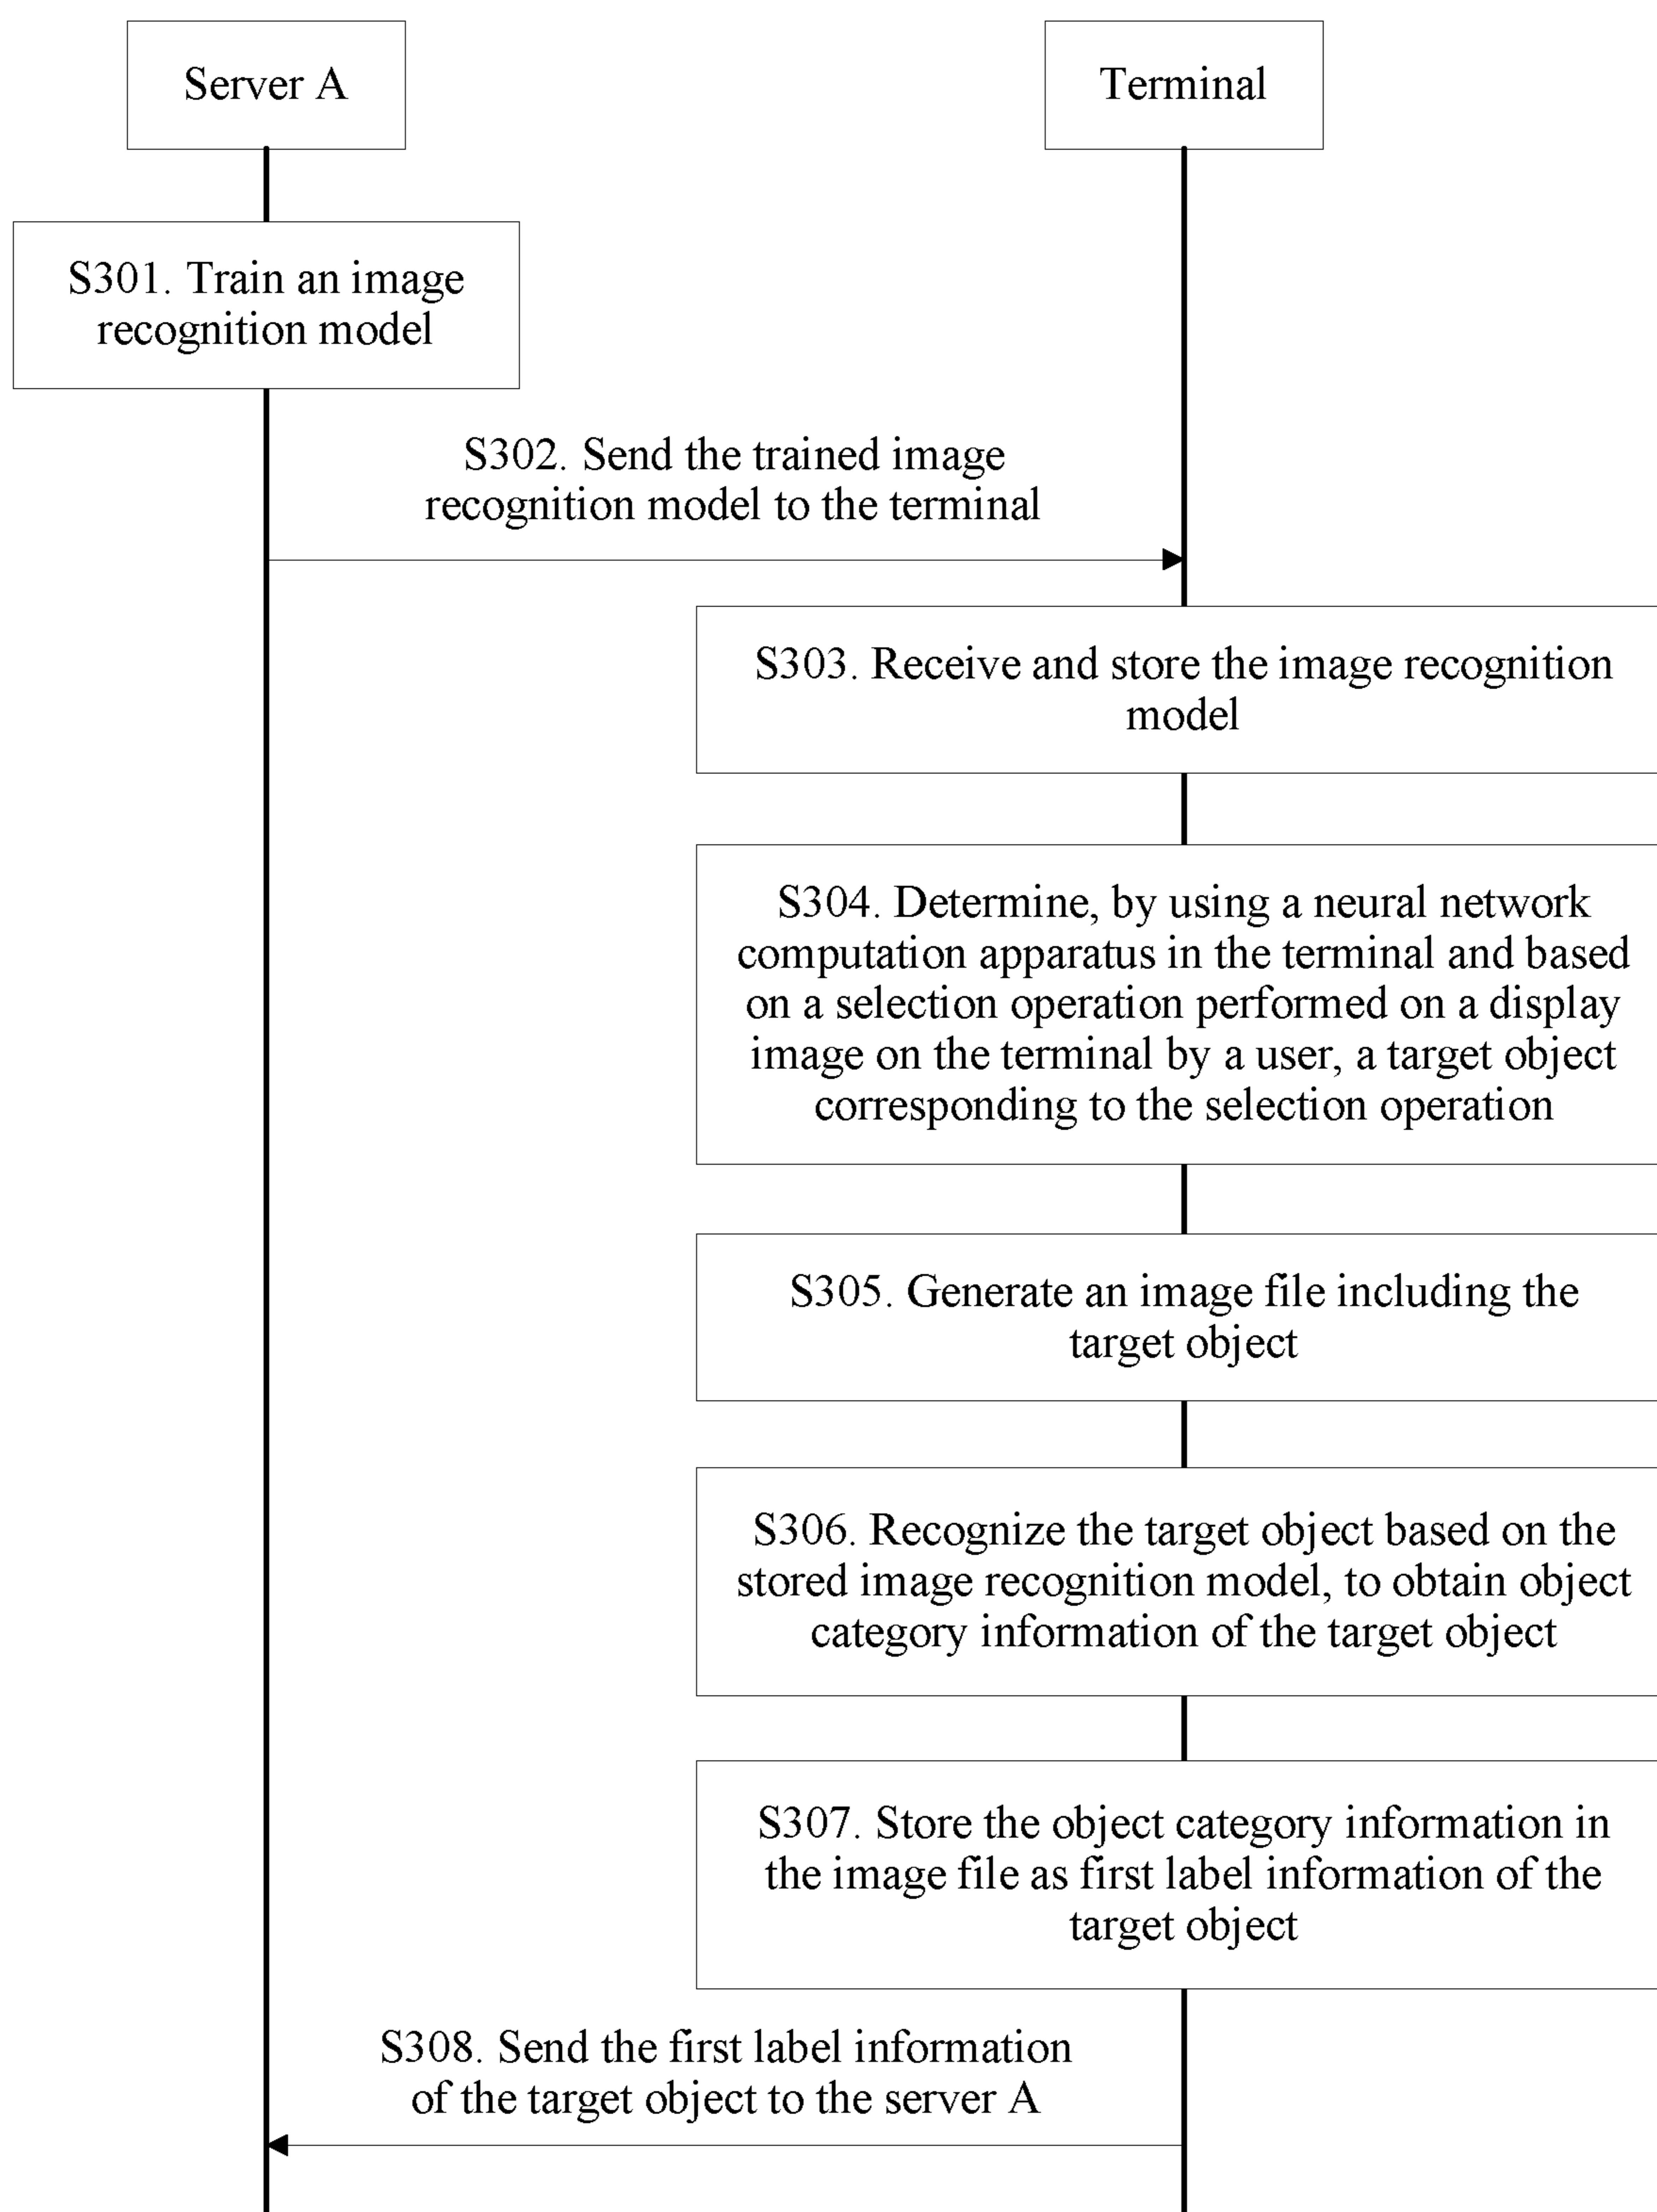 Server A
Terminal
S301. Train an image
recognition model
S302. Send the trained image
recognition model to the terminal
S303. Receive and store the image recognition
model
S304. Determine, by using a neural network
computation apparatus in the terminal and based
on a selection operation performed on a display
image on the terminal by a user, a target object
corresponding to the selection operation
S305. Generate an image file including the
target object
S306. Recognize the target object based on the
stored image recognition model, to obtain object
category information of the target object
S307. Store the object category information in
the image file as first label information of the
target object
S308. Send the first label information
of the target object to the server A